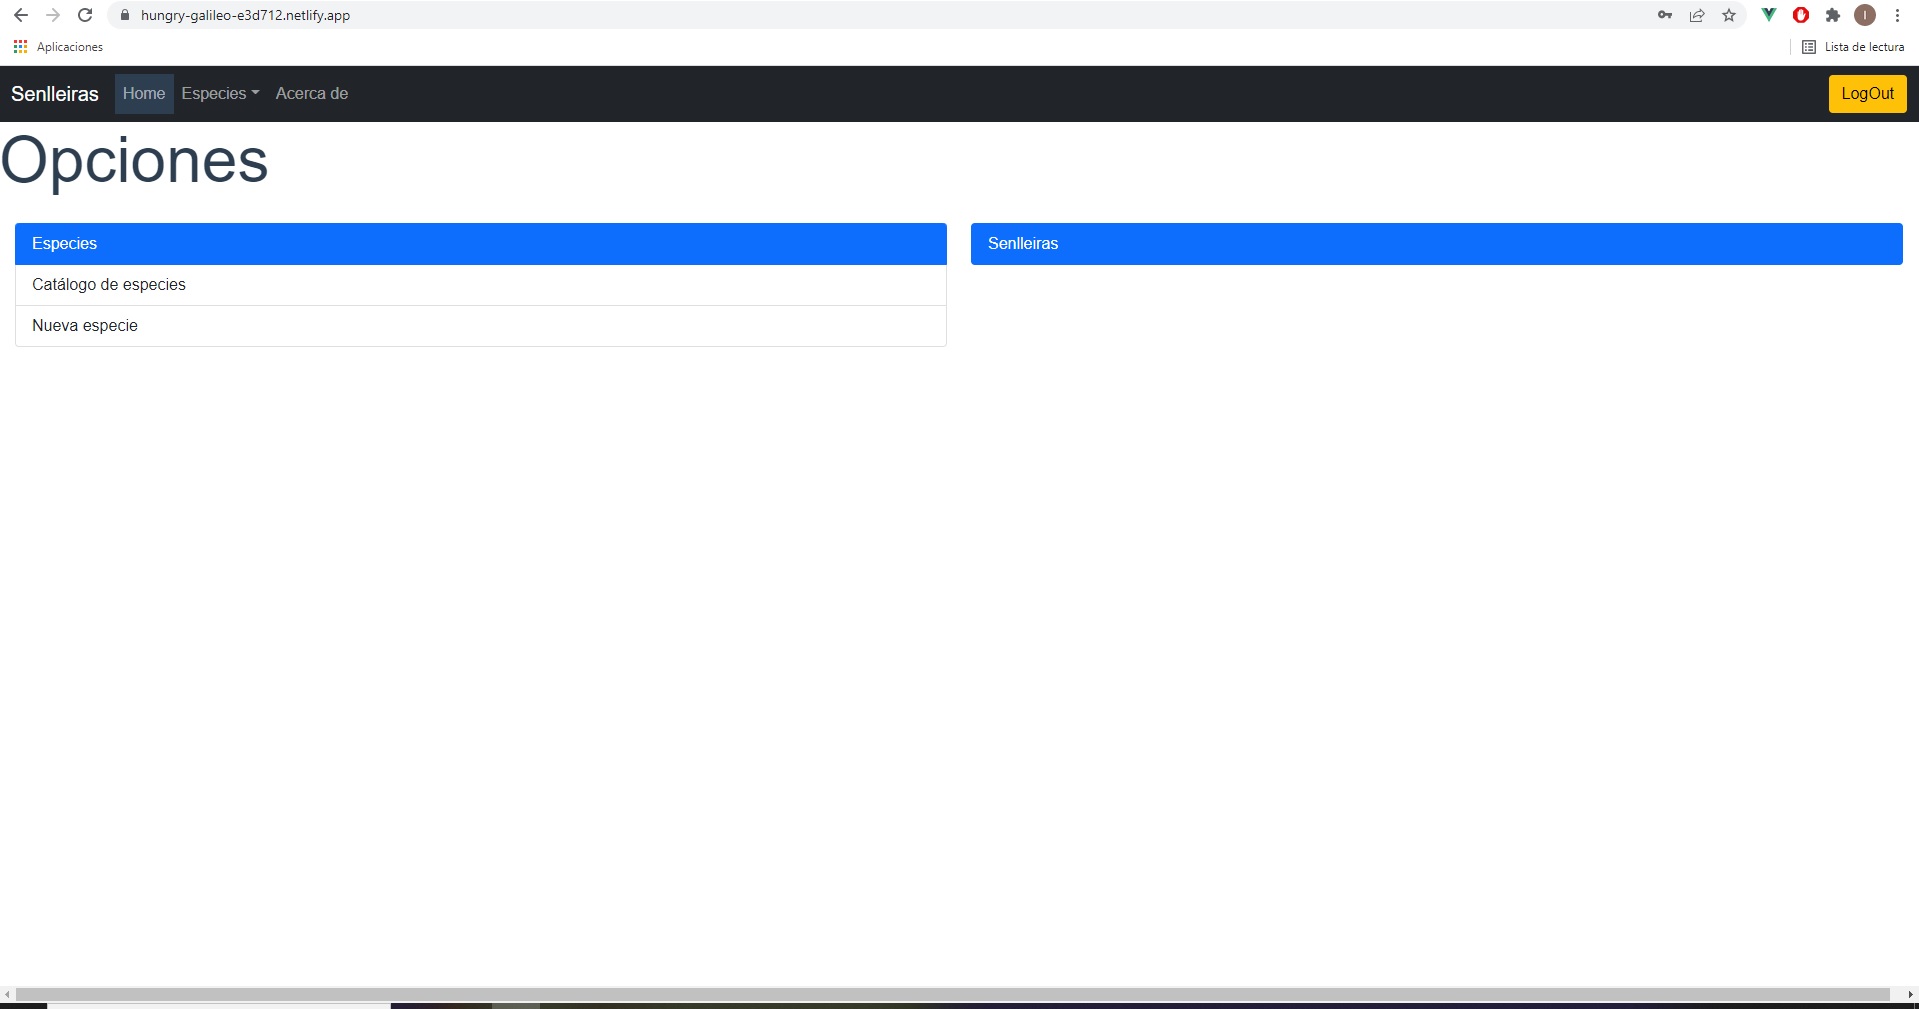 hungry-galileo-e3d712.netlify.app
Aplicaciones
Lista de lectura
Senlleiras Home Especies Acerca de LogOut
Opciones
Especies
Catálogo de especies
Nueva especie
Senlleiras